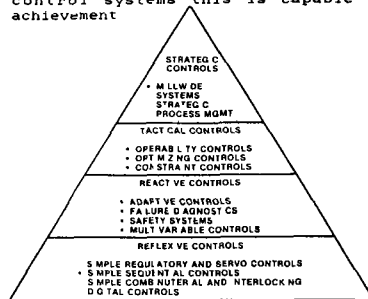 control systems this is capable
achievement
STRATEG C
CONTROLS
• M LLW DE
SYSTEMS
STRATEG C
PROCESS MGMT
TACT CAL CONTROLS
• OPERAB L TY CONTROLS
• OPT M Z NG CONTROLS
• CONSTRA NT CONTROLS
REACT VE CONTROLS
• ADAPT VE CONTROLS
• FA LURE D AGNOST CS
• SAFETY SYSTEMS
• MULT VAR ABLE CONTROLS
REFLEX VE CONTROLS
S MPLE REGULATORY AND SERVO CONTROLS
• S MPLE SEQUENT AL CONTROLS
S MPLE COMB NUTER AL AND NTERLOCK NG
D G TAL CONTROLS